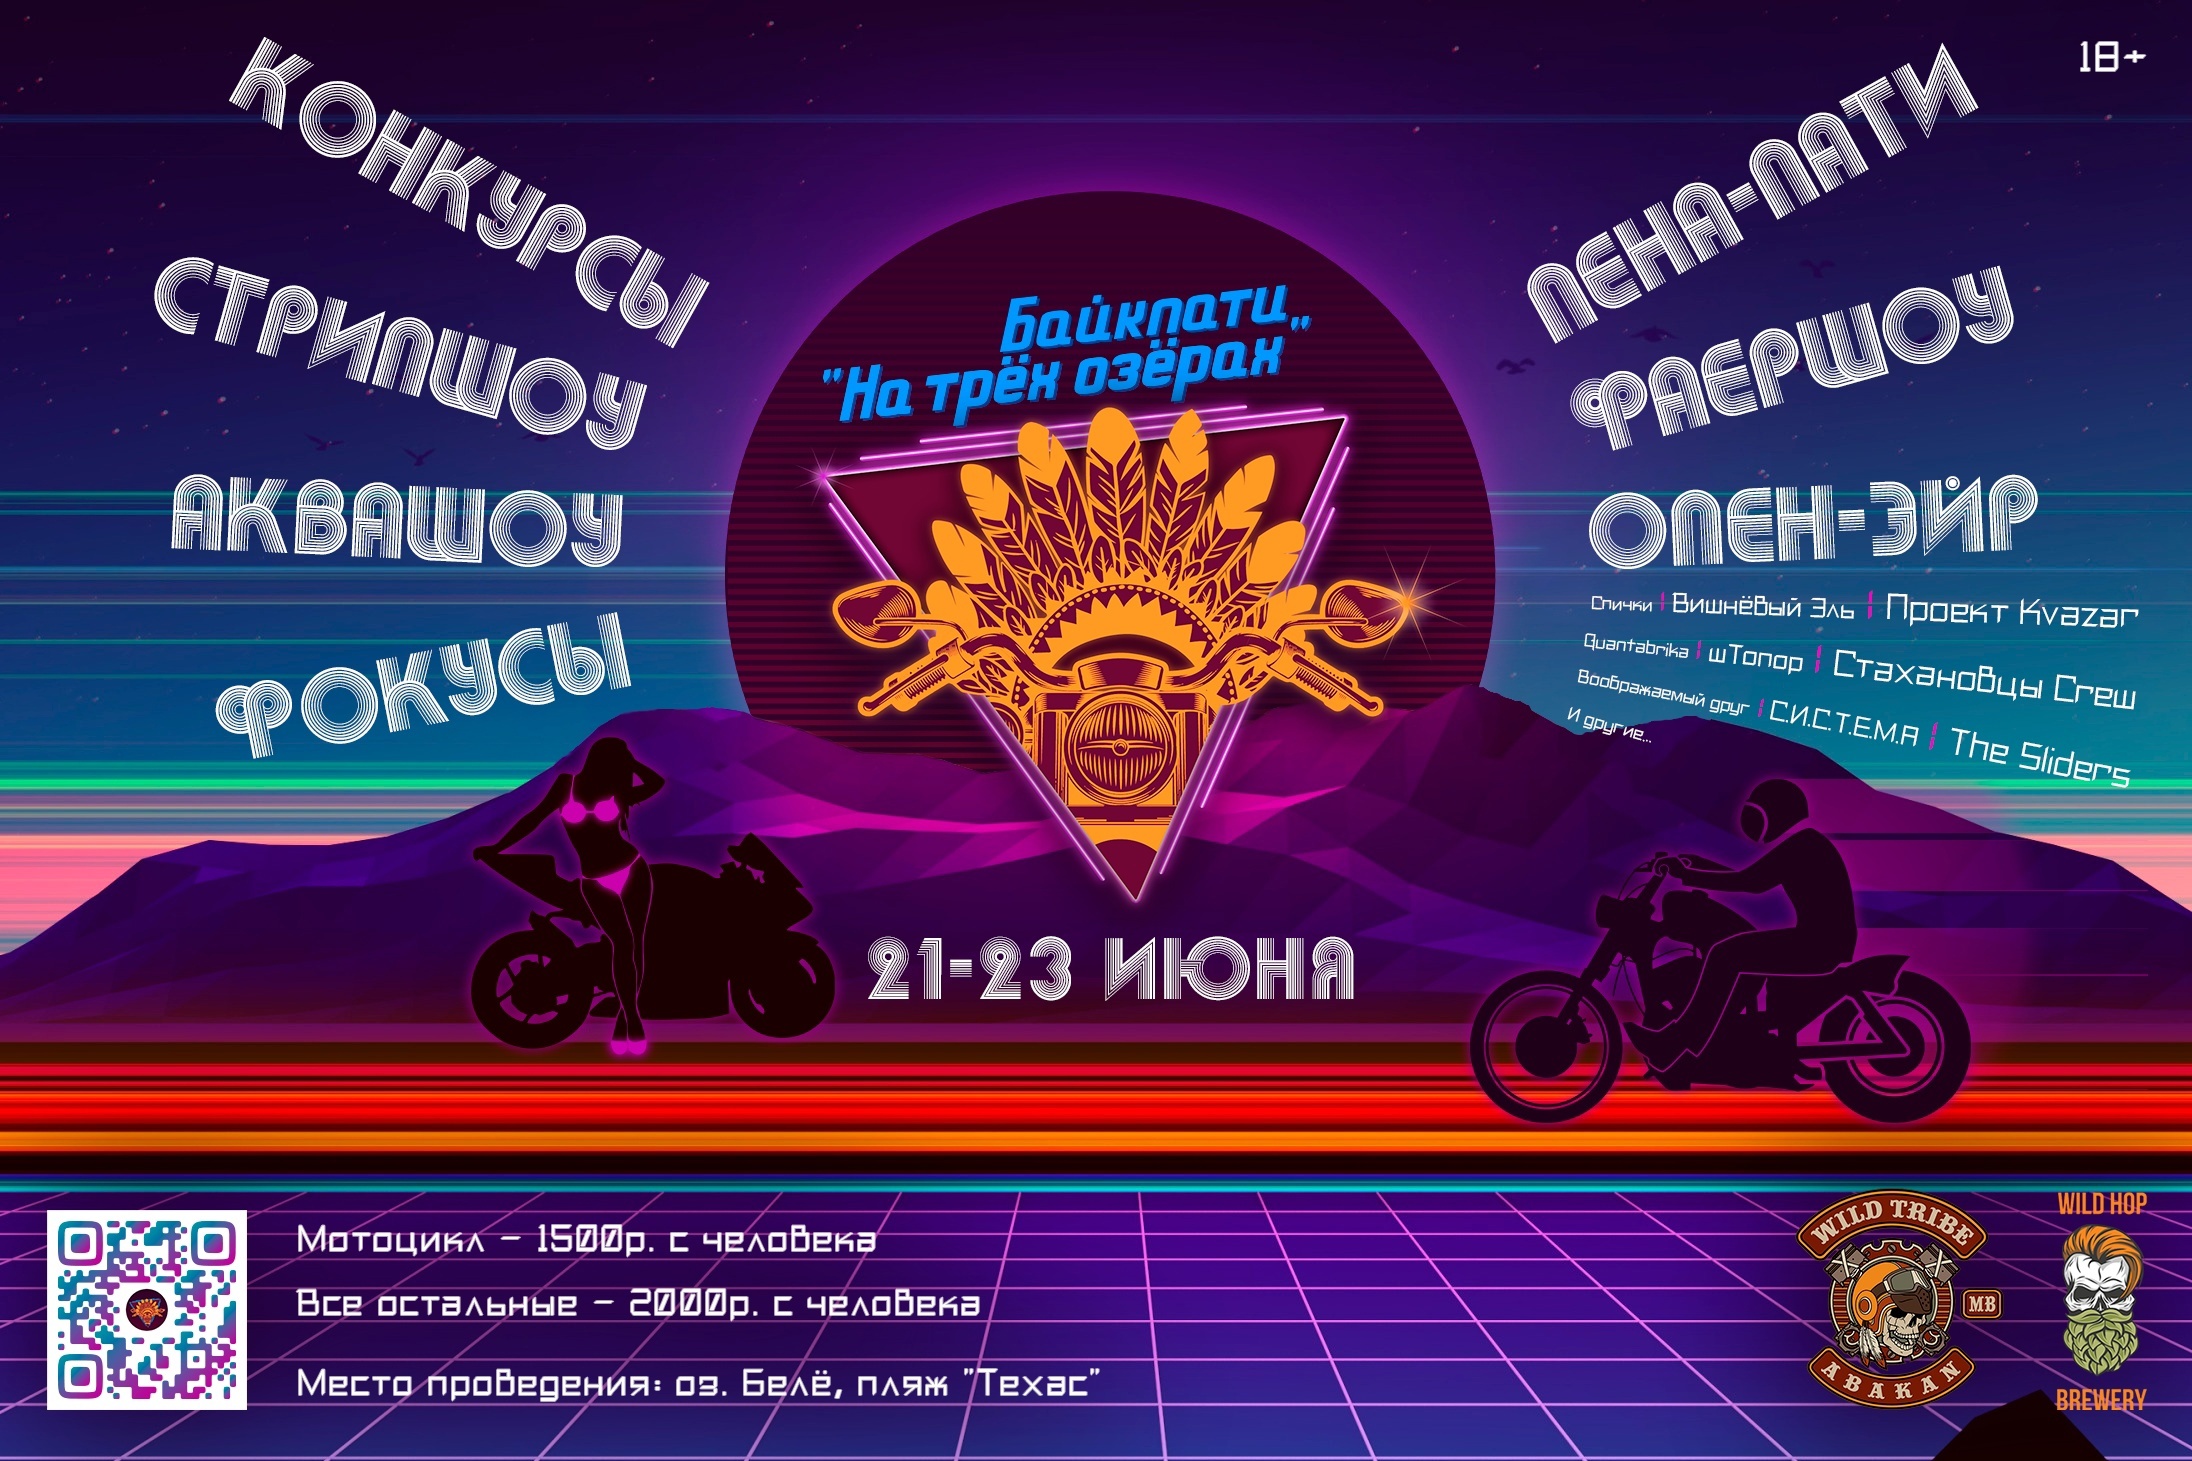 18+
КОНКУРСЫ
СТРИПШОУ
АКВАШОУ
ФОКУСЫ
Байкпати„
"На трёх озёрах
ПЕНА-ПАТИ
ФАЕРШОУ
ОПЕН-ЭЙР
Спички | Вишнёвый Эль | Проект Kvazar
Quantabrika | шТопор | Стахановцы Crew
Воображаемый друг | С.И.С.Т.Е.М.А | The Sliders
И другие...
21-23 ИЮНЯ
Мотоцикл - 1500р. с человека
Все остальные - 2000р. с человека
Место проведения: оз. Белё, пляж "Техас"
WILD TRIBE
MB
ABAKAN
WILD HOP
BREWERY